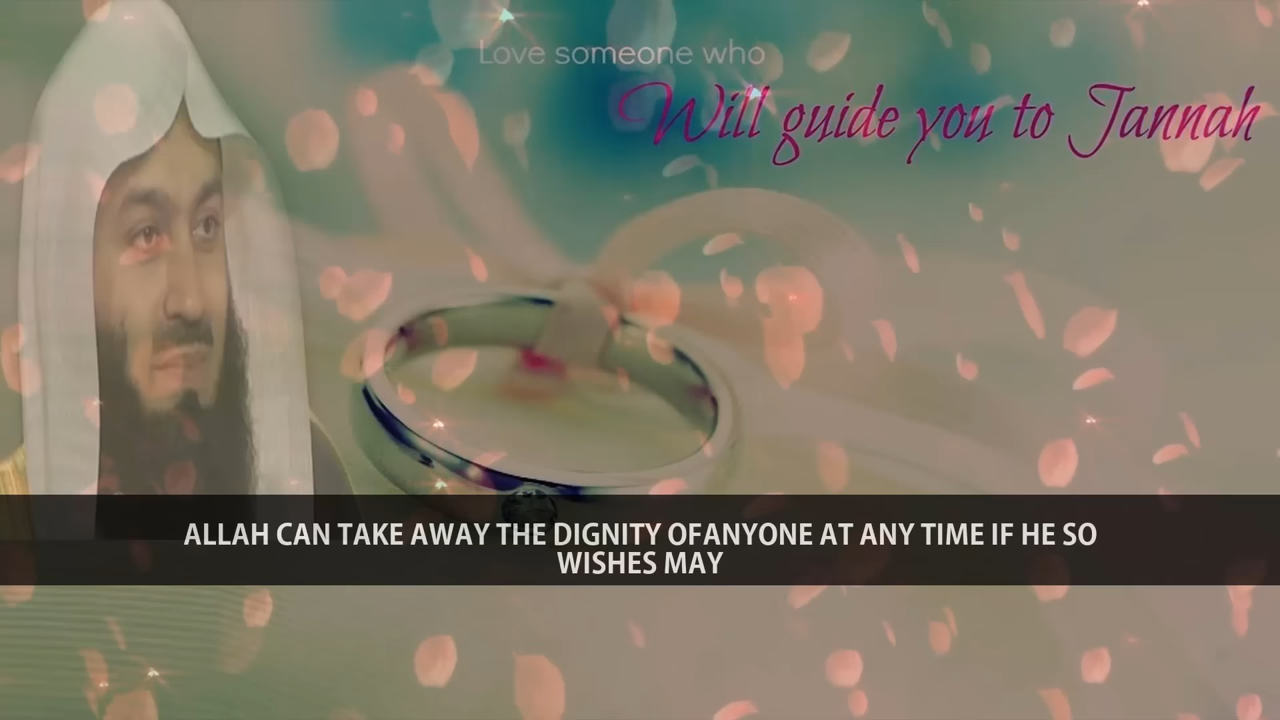 Love someone who
Will guide you to Jannah
ALLAH CAN TAKE AWAY THE DIGNITY OFANYONE AT ANY TIME IF HE SO
WISHES MAY